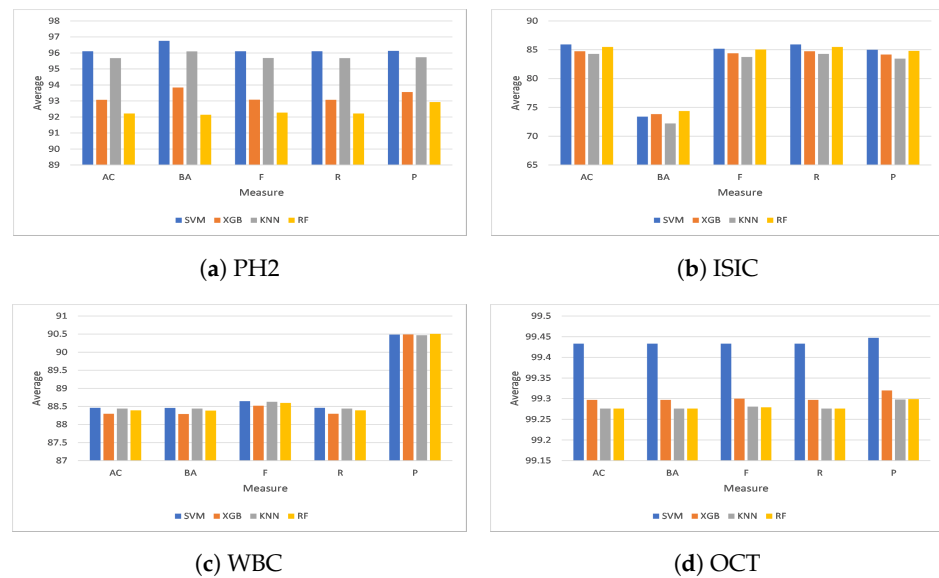 98
97
96
95
94
93
92
91
90
89
Average
AC BA F R P
Measure
SVM XGB KNN RF
(a) PH2
90
85
80
75
70
65
Average
AC BA F R P
Measure
SVM XGB KNN RF
(b) ISIC
91
90.5
90
89.5
89
88.5
88
87.5
87
Average
AC BA F R P
Measure
SVM XGB KNN RF
(c) WBC
99.5
99.45
99.4
99.35
99.3
99.25
99.2
99.15
Average
AC BA F R P
Measure
SVM XGB KNN RF
(d) OCT